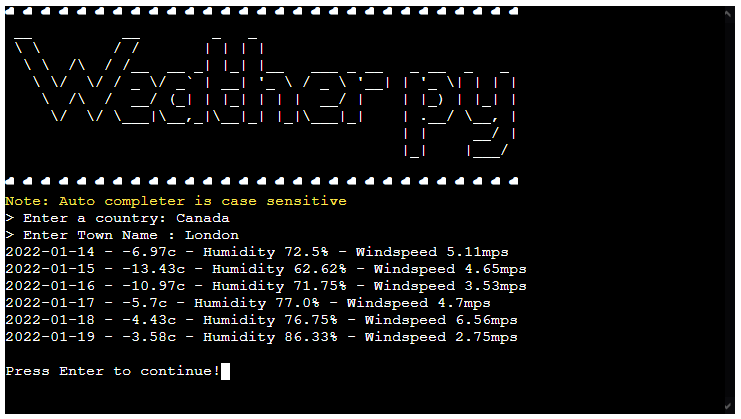 Weather py
Note: Auto completer is case sensitive
> Enter a country: Canada
> Enter Town Name : London
2022-01-14 - -6.97c - Humidity 72.5% - Windspeed 5.11mps
2022-01-15 - -13.43c - Humidity 62.62% - Windspeed 4.65mps
2022-01-16 - -10.97c - Humidity 71.75% - Windspeed 3.53mps
2022-01-17 - -5.7c - Humidity 77.0% - Windspeed 4.7mps
2022-01-18 - -4.43c - Humidity 76.75% - Windspeed 6.56mps
2022-01-19 - -3.58c - Humidity 86.33% - Windspeed 2.75mps
Press Enter to continue!